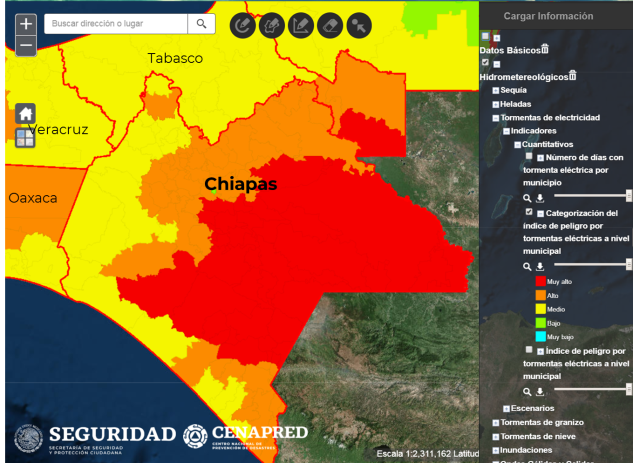 +
Buscar dirección o lugar
−
Tabasco
Veracruz
Chiapas
Oaxaca
SEGURIDAD
SECRETARÍA DE SEGURIDAD
Y PROTECCIÓN CIUDADANA
CENAPRED
CENTRO NACIONAL DE
PREVENCIÓN DE DESASTRES
Escala 1:2,311,162 Latitud
Cargar Información
Datos Básicos
Hidrometereológicos
Sequía
Heladas
Tormentas de electricidad
Indicadores
Cuantitativos
Número de días con
tormenta eléctrica por
municipio
Categorización del
índice de peligro por
tormentas eléctricas a nivel
municipal
Muy alto
Alto
Medio
Bajo
Muy bajo
Índice de peligro por
tormentas eléctricas a nivel
municipal
Escenarios
Tormentas de granizo
Tormentas de nieve
Inundaciones